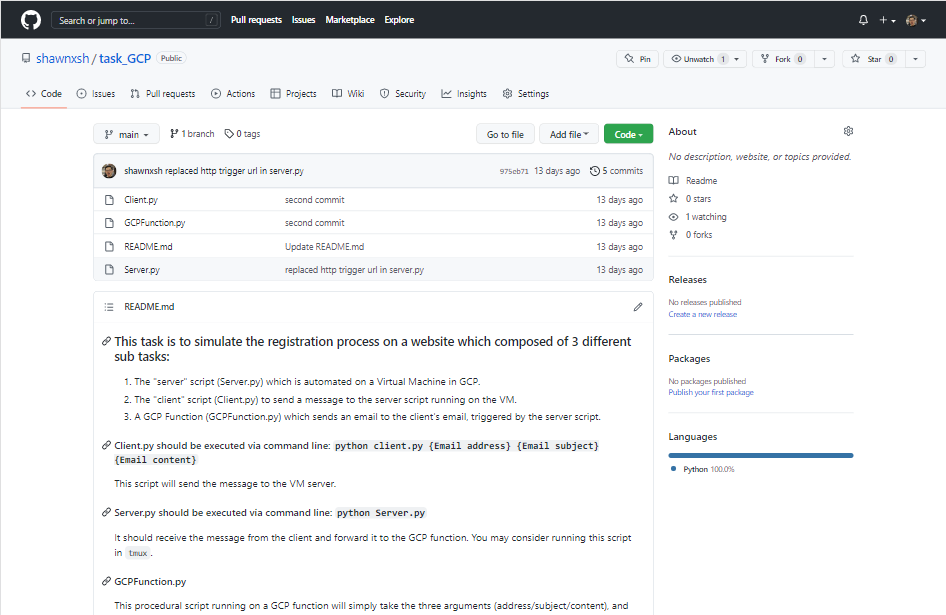 Search or jump to... / Pull requests Issues Marketplace Explore
shawnxsh / task_GCP Public Pin Unwatch 1 Fork 0 Star 0
Code Issues Pull requests Actions Projects Wiki Security Insights Settings
main 1 branch 0 tags Go to file Add file Code
shawnxsh replaced http trigger url in server.py 975eb71 13 days ago 5 commits
Client.py second commit 13 days ago
GCPFunction.py second commit 13 days ago
README.md Update README.md 13 days ago
Server.py replaced http trigger url in server.py 13 days ago
README.md
This task is to simulate the registration process on a website which composed of 3 different
sub tasks:
1. The "server" script (Server.py) which is automated on a Virtual Machine in GCP.
2. The "client" script (Client.py) to send a message to the server script running on the VM.
3. A GCP Function (GCPFunction.py) which sends an email to the client's email, triggered by the server script.
Client.py should be executed via command line: python client.py {Email address} {Email subject}
{Email content}
This script will send the message to the VM server.
Server.py should be executed via command line: python Server.py
It should receive the message from the client and forward it to the GCP function. You may consider running this script
in tmux.
GCPFunction.py
This procedural script running on a GCP function will simply take the three arguments (address/subject/content), and
About
No description, website, or topics provided.
Readme
0 stars
1 watching
0 forks
Releases
No releases published
Create a new release
Packages
No packages published
Publish your first package
Languages
Python 100.0%